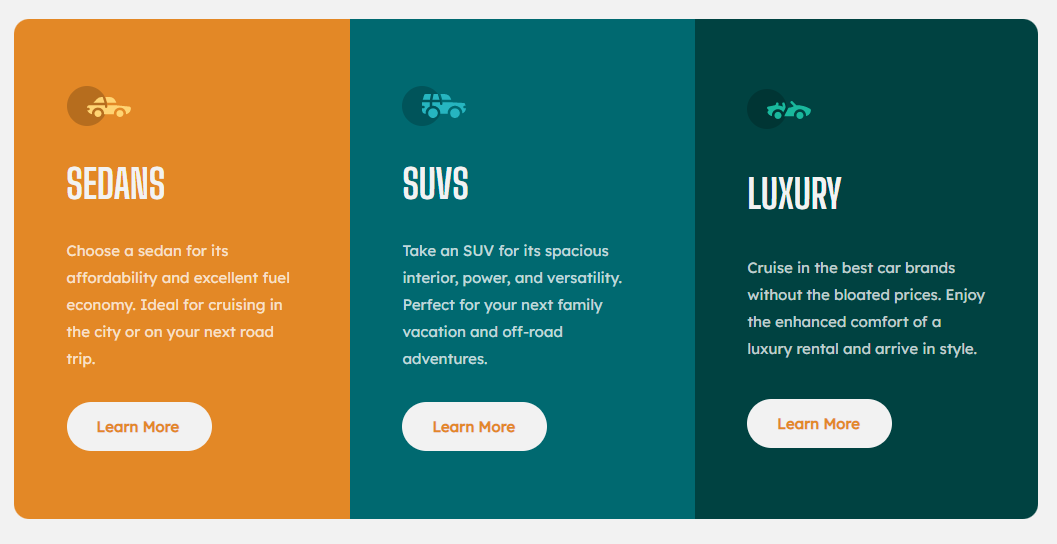 SEDANS
Choose a sedan for its
affordability and excellent fuel
economy. Ideal for cruising in
the city or on your next road
trip.
Learn More
SUVS
Take an SUV for its spacious
interior, power, and versatility.
Perfect for your next family
vacation and off-road
adventures.
Learn More
LUXURY
Cruise in the best car brands
without the bloated prices. Enjoy
the enhanced comfort of a
luxury rental and arrive in style.
Learn More